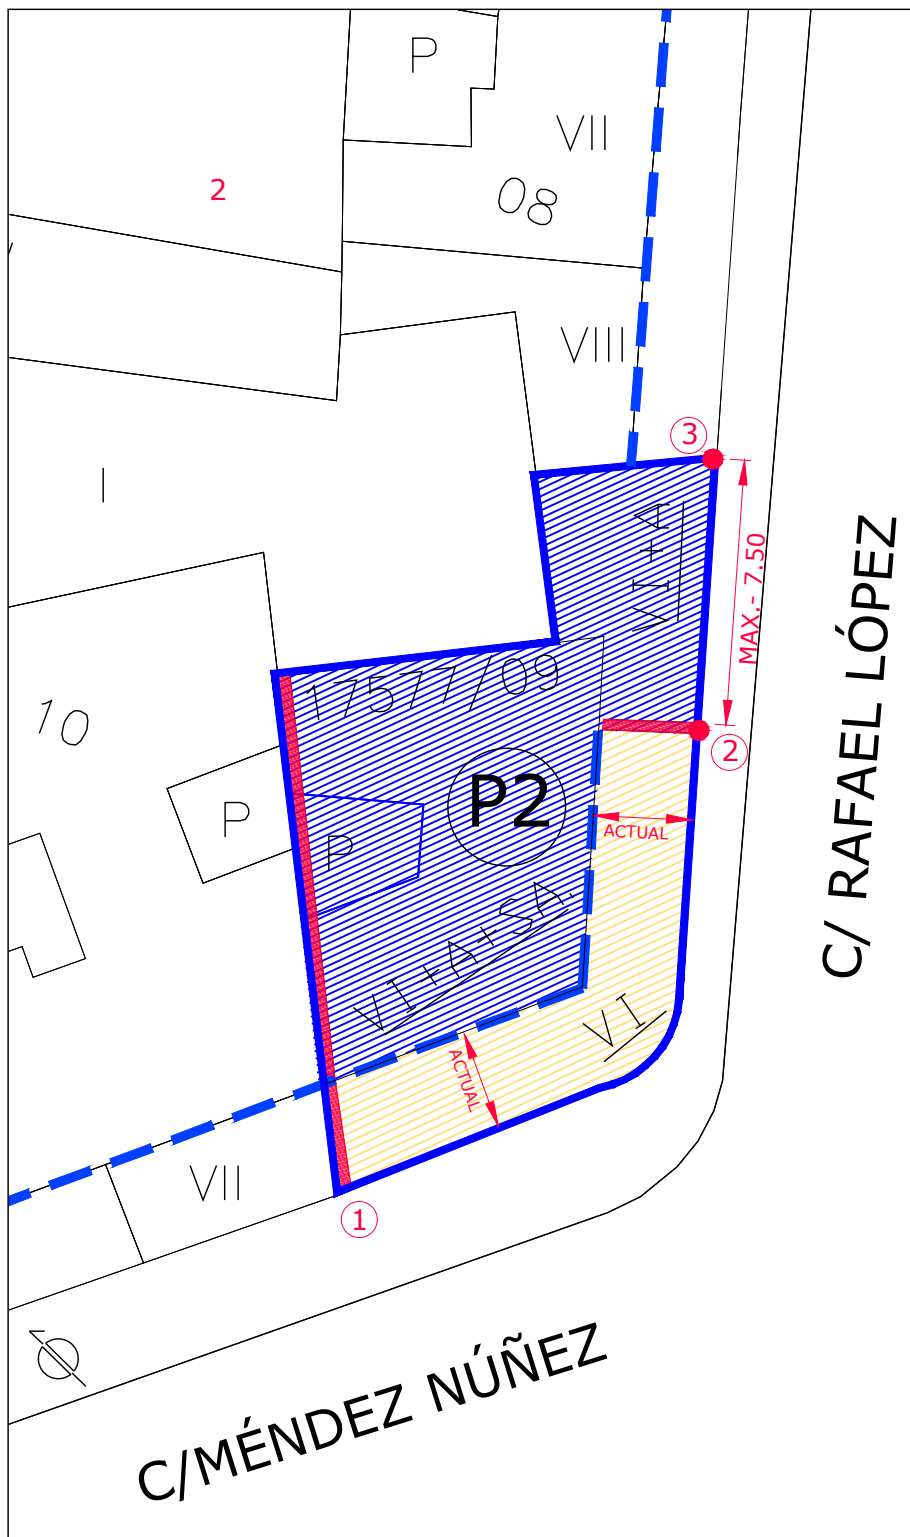 P
VII
2
08
VIII
3
I
VI+A
MAX.- 7.50
C/ RAFAEL LÓPEZ
17577/09
10
2
P2
P
P
ACTUAL
VI+A+SA.
VI
ACTUAL
VII
1
C/MÉNDEZ NÚÑEZ